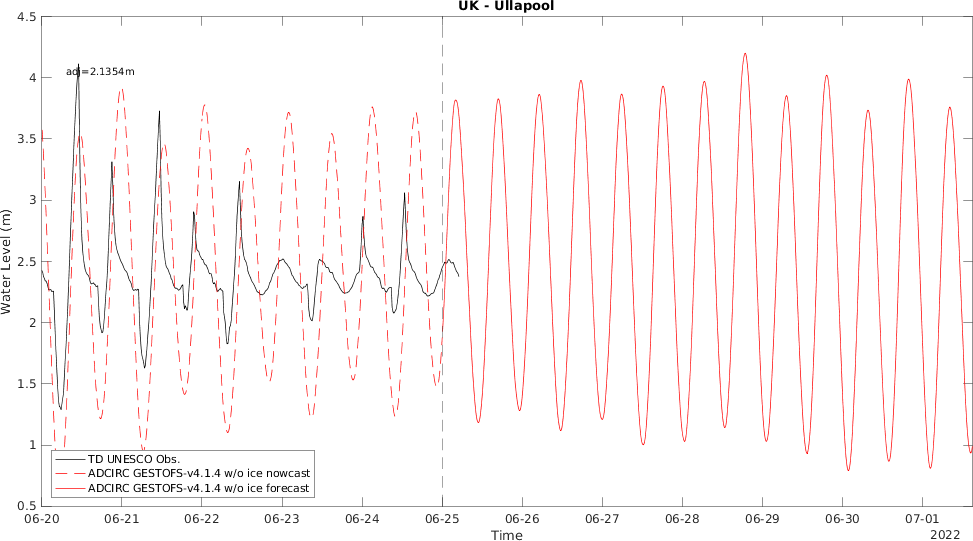 UK - Ullapool
4.5
4
3.5
3
2.5
2
1.5
1
0.5
Water Level (m)
adj=2.1354m
TD UNESCO Obs.
ADCIRC GESTOFS-v4.1.4 w/o ice nowcast
ADCIRC GESTOFS-v4.1.4 w/o ice forecast
06-20 06-21 06-22 06-23 06-24 06-25 06-26 06-27 06-28 06-29 06-30 07-01
Time
2022